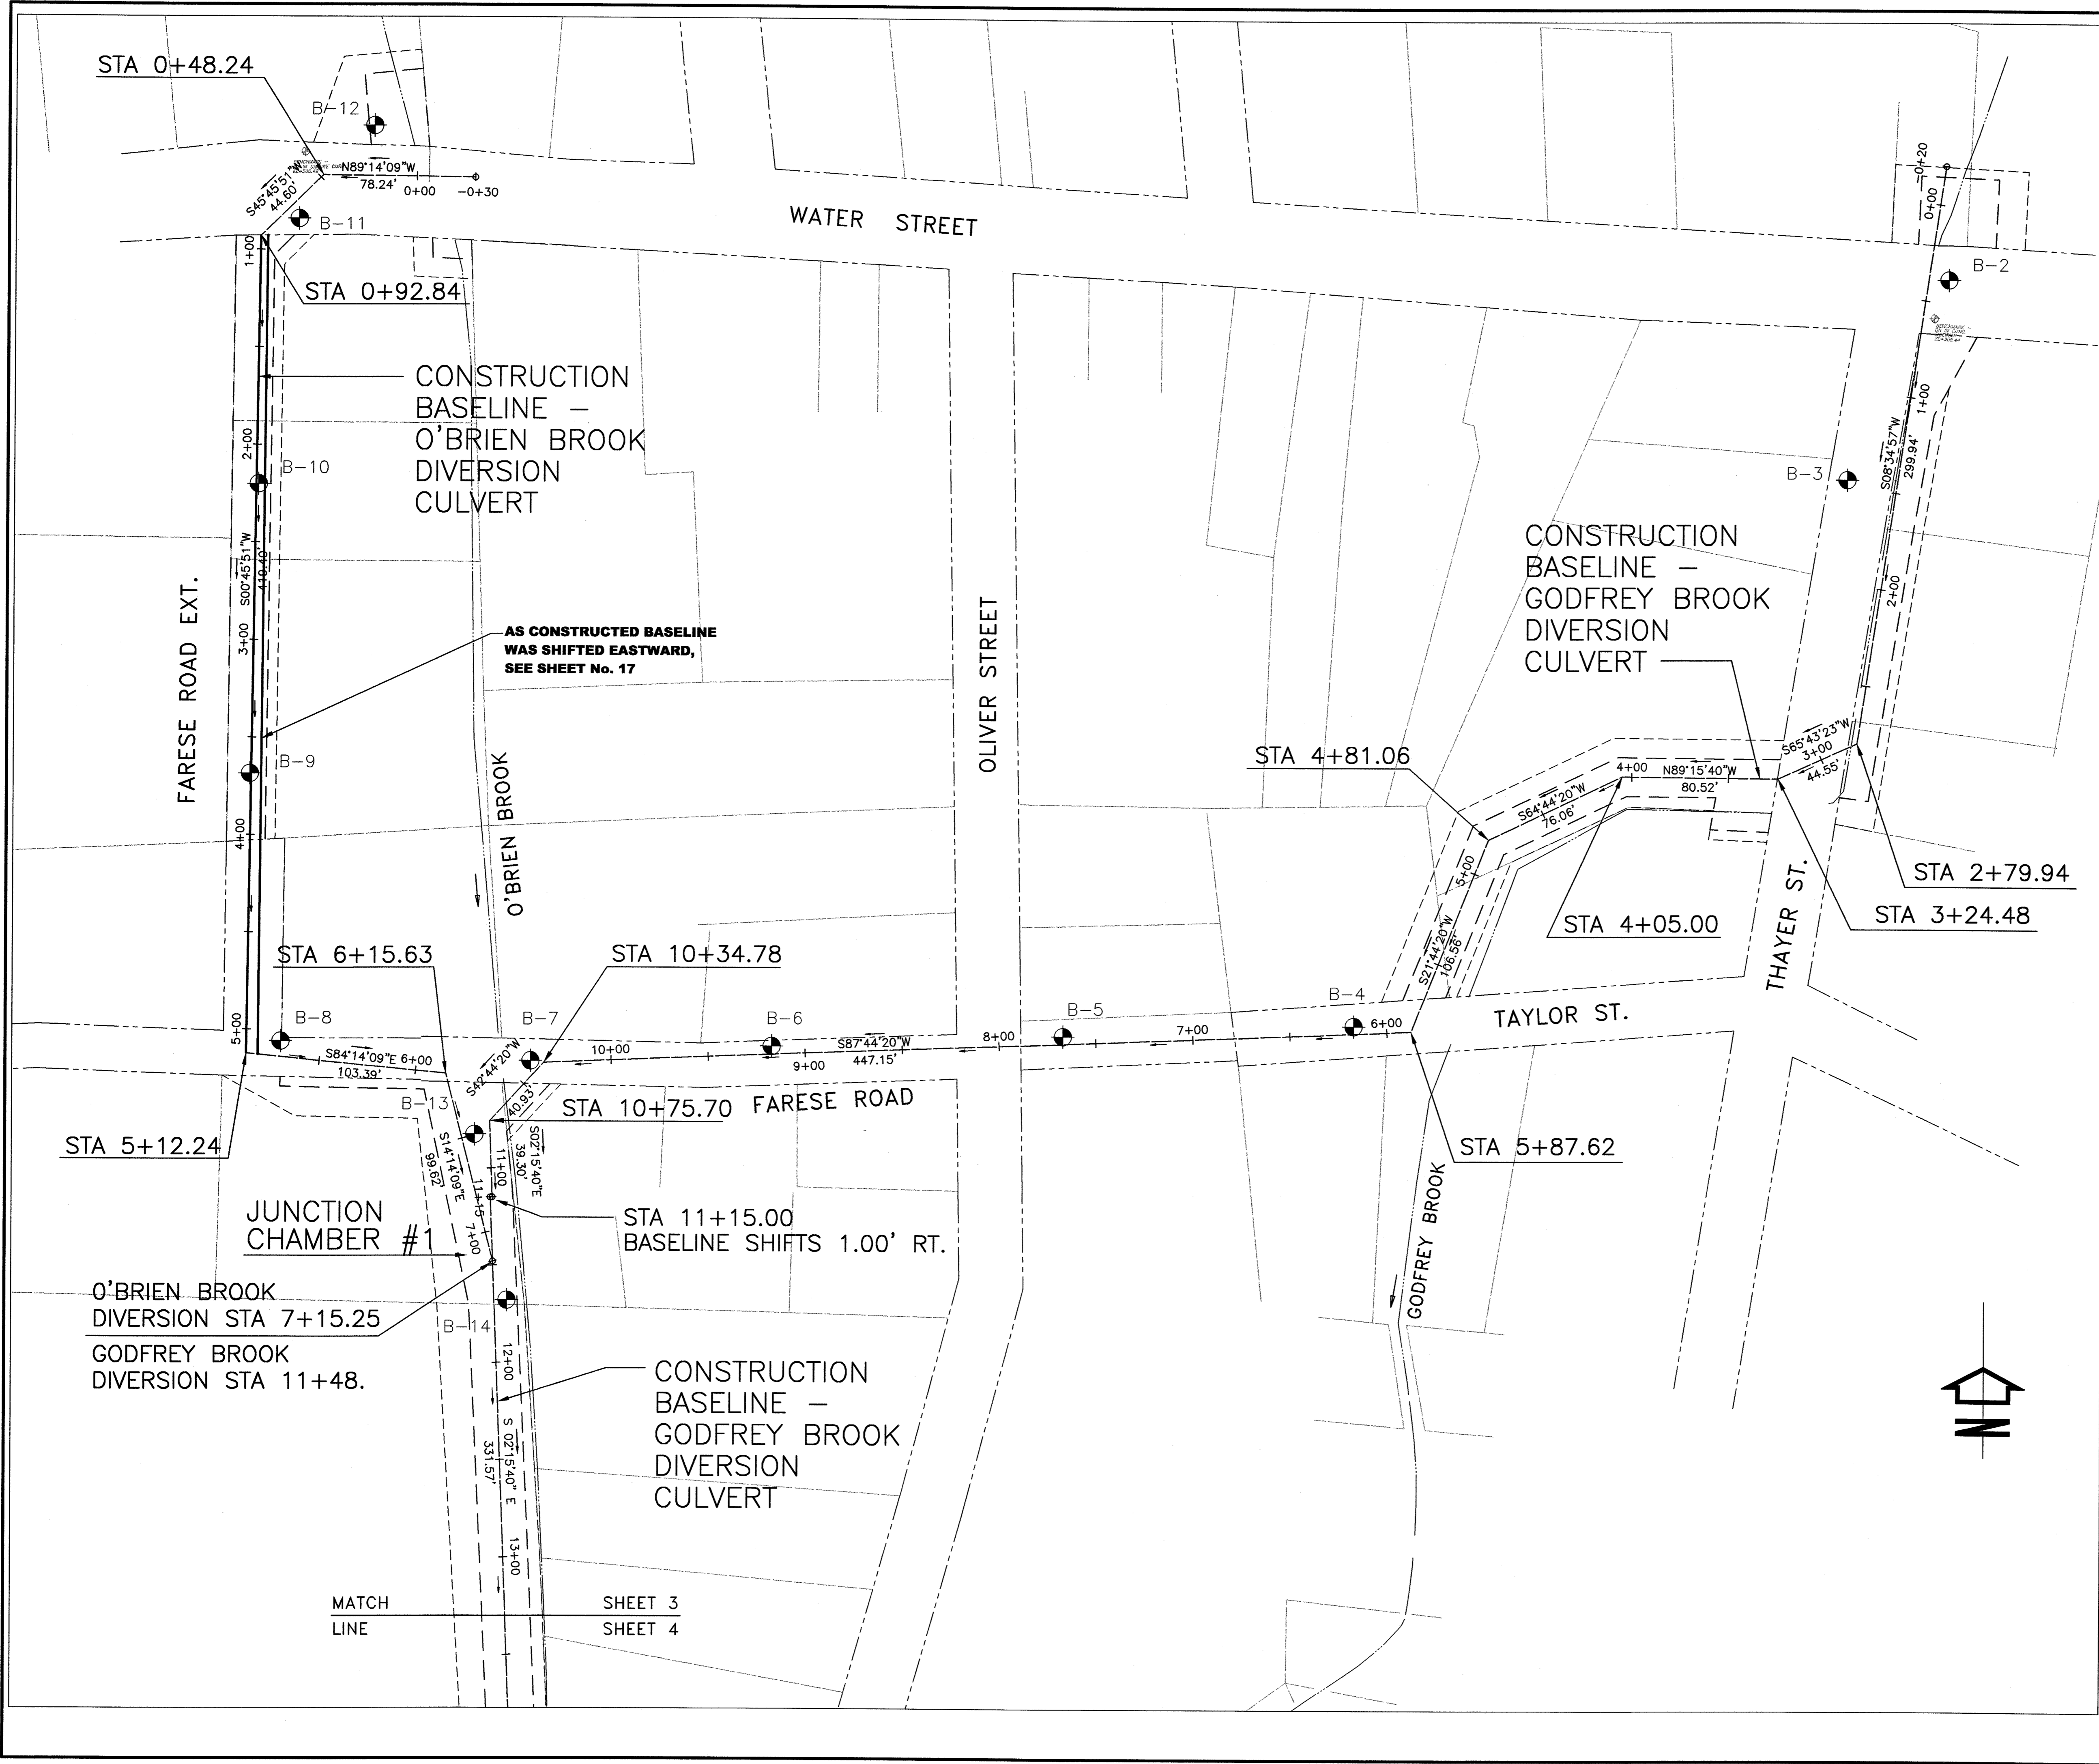 STA 0+48.24
B-12
N89°14'09"W
78.24'
0+00
-0+30
S45°45'51"W
44.60'
B-11
1+00
STA 0+92.84
WATER STREET
-0+20
0+00
B-2
CONSTRUCTION
BASELINE -
O'BRIEN BROOK
DIVERSION
CULVERT
2+00
B-10
S00°45'51"W
3+00
FARESE ROAD EXT.
AS CONSTRUCTED BASELINE
WAS SHIFTED EASTWARD,
SEE SHEET No. 17
B-9
4+00
O'BRIEN BROOK
OLIVER STREET
1+00
S08°34'57"W
299.94'
B-3
2+00
CONSTRUCTION
BASELINE -
GODFREY BROOK
DIVERSION
CULVERT
S65°43'23"W
3+00
44.55'
4+00
N89°15'40"W
80.52'
STA 4+81.06
S64°44'20"W
76.06'
5+00
S21°44'20"W
106.56'
STA 2+79.94
STA 3+24.48
STA 4+05.00
THAYER ST.
STA 6+15.63
STA 10+34.78
5+00
B-8
S84°14'09"E
6+00
103.39'
B-7
S42°44'20"W
40.93'
10+00
B-6
9+00
S87°44'20"W
447.15'
8+00
B-5
7+00
B-4
6+00
TAYLOR ST.
STA 5+12.24
B-13
STA 10+75.70
FARESE ROAD
STA 5+87.62
S14°14'09"E
99.62'
11+00
S02°15'40"E
39.30'
11+15
7+00
JUNCTION
CHAMBER #1
STA 11+15.00
BASELINE SHIFTS 1.00' RT.
GODFREY BROOK
O'BRIEN BROOK
DIVERSION STA 7+15.25
GODFREY BROOK
DIVERSION STA 11+48.
B-14
12+00
S 02°15'40" E
331.57'
13+00
CONSTRUCTION
BASELINE -
GODFREY BROOK
DIVERSION
CULVERT
MATCH SHEET 3
LINE SHEET 4
N